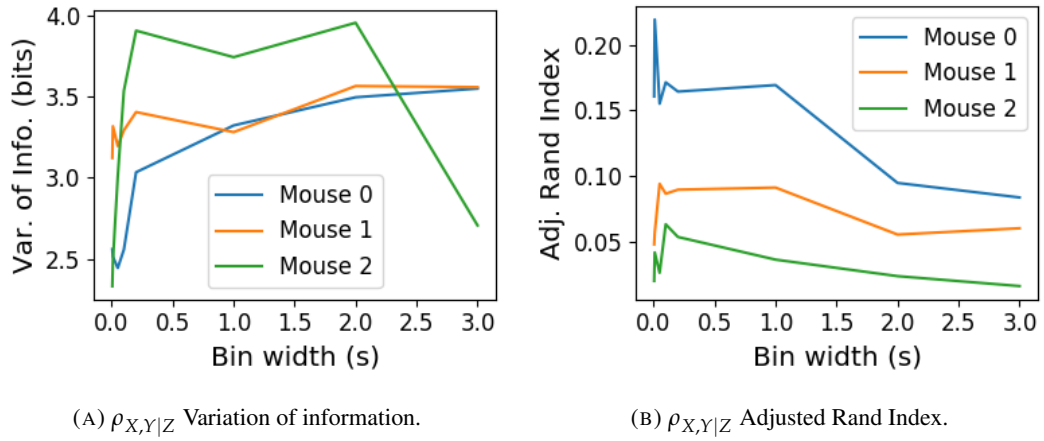 4.0
3.5
3.0
2.5
Var. of Info. (bits)
Mouse 0
Mouse 1
Mouse 2
0.0 0.5 1.0 1.5 2.0 2.5 3.0
Bin width (s)
(A) ρX,Y|Z Variation of information.
0.20
0.15
0.10
0.05
Adj. Rand Index
Mouse 0
Mouse 1
Mouse 2
0.0 0.5 1.0 1.5 2.0 2.5 3.0
Bin width (s)
(B) ρX,Y|Z Adjusted Rand Index.